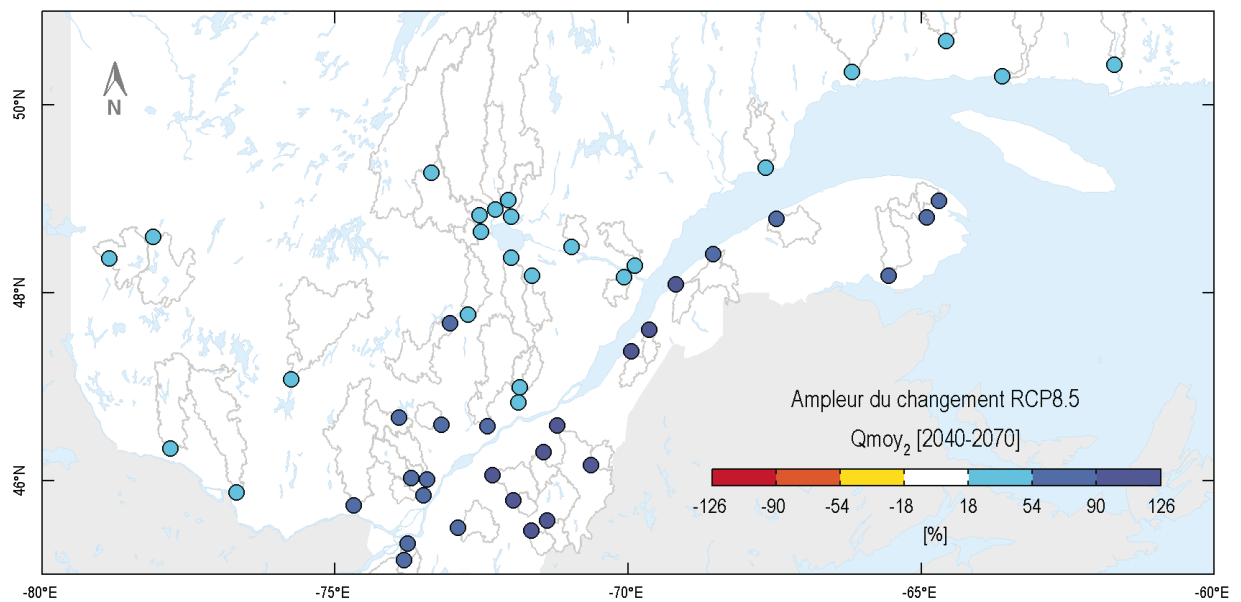 N
50°N
48°N
46°N
Ampleur du changement RCP8.5
Qmoy2 [2040-2070]
-126 -90 -54 -18 18 54 90 126
[%]
-80°E -75°E -70°E -65°E -60°E